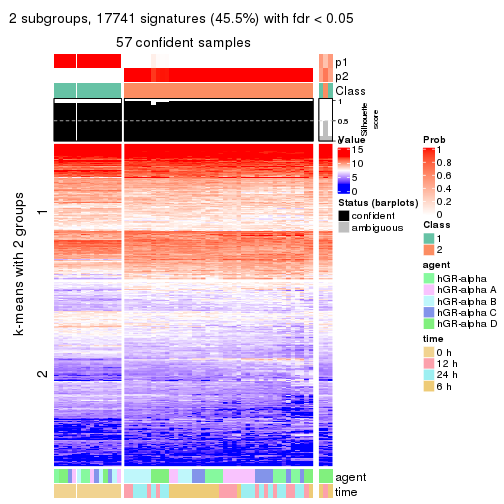 2 subgroups, 17741 signatures (45.5%) with fdr < 0.05
57 confident samples
p1
p2
Class
1
0.5
0
Silhouette
score
k-means with 2 groups
1
2
Value
15
10
5
0
Status (barplots)
confident
ambiguous
Prob
1
0.8
0.6
0.4
0.2
0
Class
1
2
agent
hGR-alpha
hGR-alpha A
hGR-alpha B
hGR-alpha C
hGR-alpha D
time
0 h
12 h
24 h
6 h
agent
time